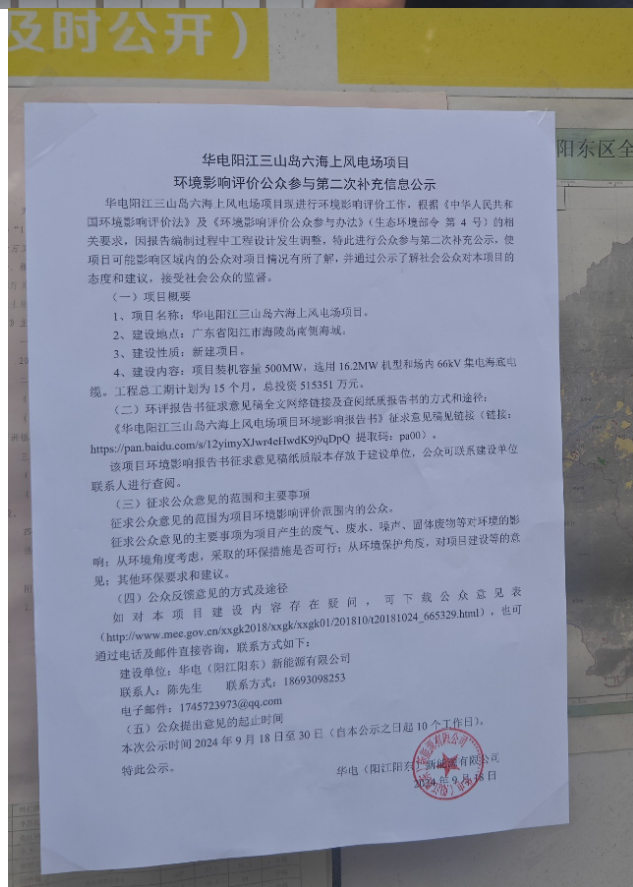 及时公开）
阳东区全
华电阳江三山岛六海上风电场项目
环境影响评价公众参与第二次补充信息公示
华电阳江三山岛六海上风电场项目现进行环境影响评价工作，根据《中华人民共和
国环境影响评价法》及《环境影响评价公众参与办法》（生态环境部令 第 4 号）的相
关要求，因报告编制过程中工程设计发生调整，特此进行公众参与第二次补充公示，使
项目可能影响区域内的公众对项目情况有所了解，并通过公示了解社会公众对本项目的
态度和建议，接受社会公众的监督。
（一）项目概要
1、项目名称：华电阳江三山岛六海上风电场项目。
2、建设地点：广东省阳江市海陵岛南侧海域。
3、建设性质：新建项目。
4、建设内容：项目装机容量 500MW，选用 16.2MW 机型和场内 66kV 集电海底电
缆。工程总工期计划为 15 个月，总投资 515351 万元。
（二）环评报告书征求意见稿全文网络链接及查阅纸质报告书的方式和途径：
《华电阳江三山岛六海上风电场项目环境影响报告书》征求意见稿见链接（链接：
https://pan.baidu.com/s/12yimyXJwr4eHwdK9j9qDpQ 提取码：pa00）。
该项目环境影响报告书征求意见稿纸质版本存放于建设单位，公众可联系建设单位
联系人进行查阅。
（三）征求公众意见的范围和主要事项
征求公众意见的范围为项目环境影响评价范围内的公众。
征求公众意见的主要事项为项目产生的废气、废水、噪声、固体废物等对环境的影
响；从环境角度考虑，采取的环保措施是否可行；从环境保护角度，对项目建设等的意
见；其他环保要求和建议。
（四）公众反馈意见的方式及途径
如对本项目建设内容存在疑问，可下载公众意见表
（http://www.mee.gov.cn/xxgk2018/xxgk/xxgk01/201810/t20181024_665329.html），也可
通过电话及邮件直接咨询，联系方式如下：
建设单位：华电（阳江阳东）新能源有限公司
联系人：陈先生 联系方式：18693098253
电子邮件：1745723973@qq.com
（五）公众提出意见的起止时间
本次公示时间 2024 年 9 月 18 日至 30 日（自本公示之日起 10 个工作日）。
特此公示。
华电（阳江阳东）新能源有限公司
2024 年 9 月 18 日